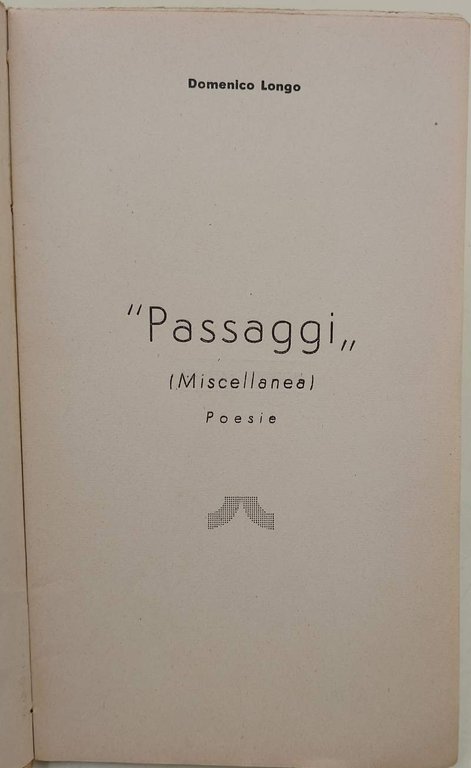 Domenico Longo
"Passaggi„
(Miscellanea)
Poesie